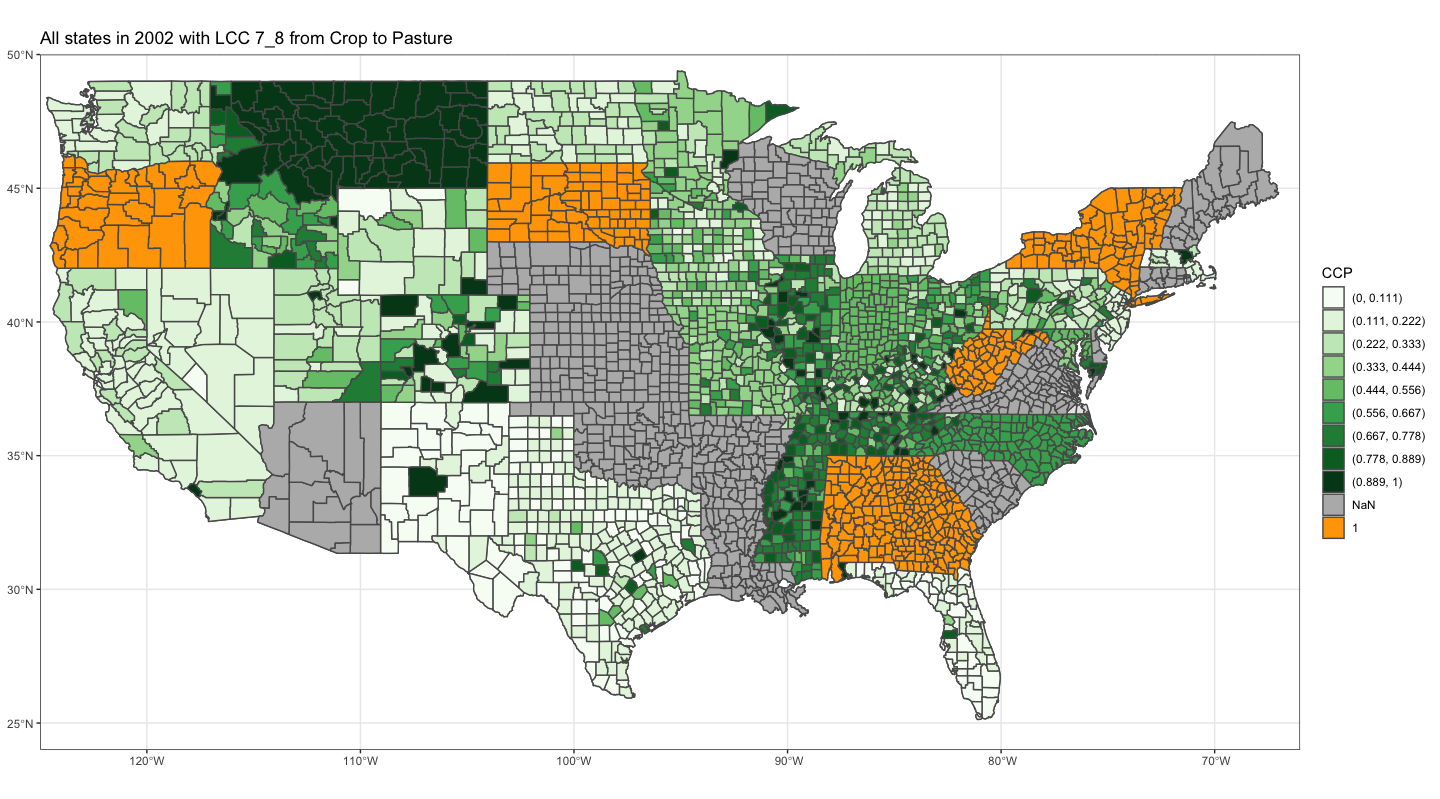 All states in 2002 with LCC 7_8 from Crop to Pasture
50°N
45°N
40°N
35°N
30°N
25°N
120°W
110°W
100°W
90°W
80°W
70°W
CCP
(0, 0.111)
(0.111, 0.222)
(0.222, 0.333)
(0.333, 0.444)
(0.444, 0.556)
(0.556, 0.667)
(0.667, 0.778)
(0.778, 0.889)
(0.889, 1)
NaN
1